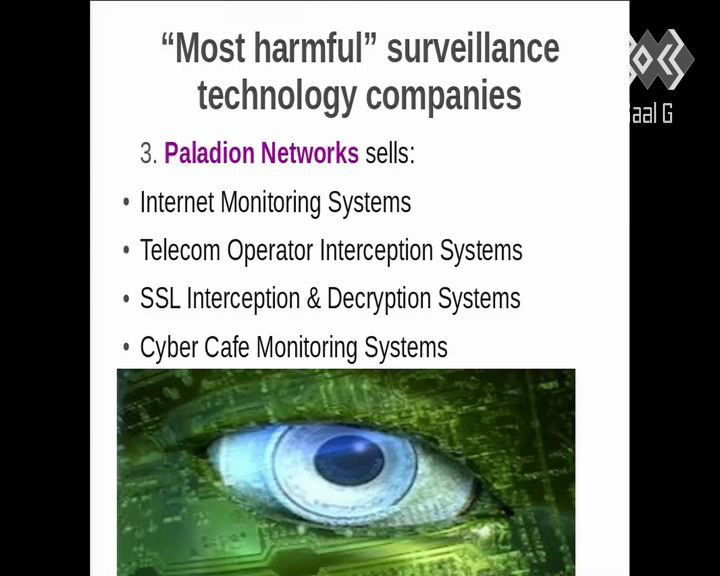 “Most harmful” surveillance
technology companies
3. Paladion Networks sells:
• Internet Monitoring Systems
• Telecom Operator Interception Systems
• SSL Interception & Decryption Systems
• Cyber Cafe Monitoring Systems
Saal G